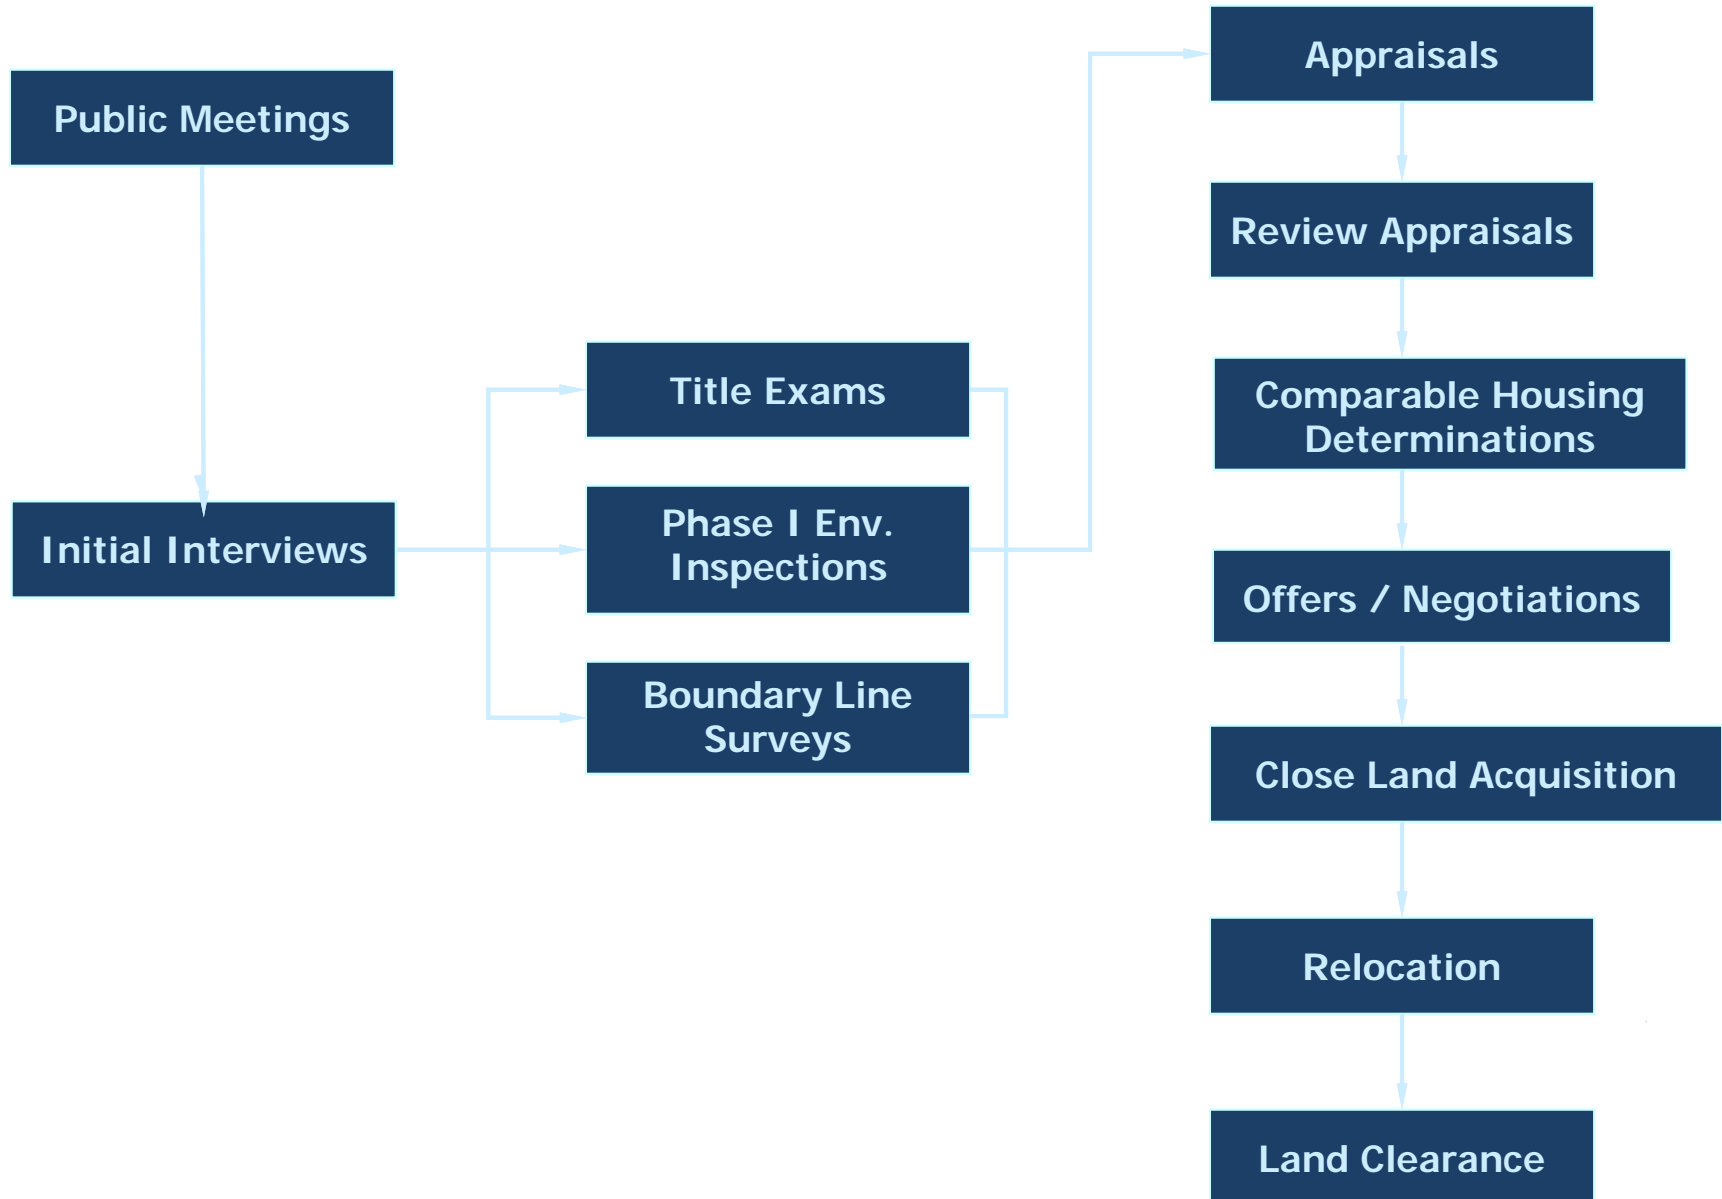 Public Meetings
Initial Interviews
Title Exams
Phase I Env.
Inspections
Boundary Line
Surveys
Appraisals
Review Appraisals
Comparable Housing
Determinations
Offers / Negotiations
Close Land Acquisition
Relocation
Land Clearance